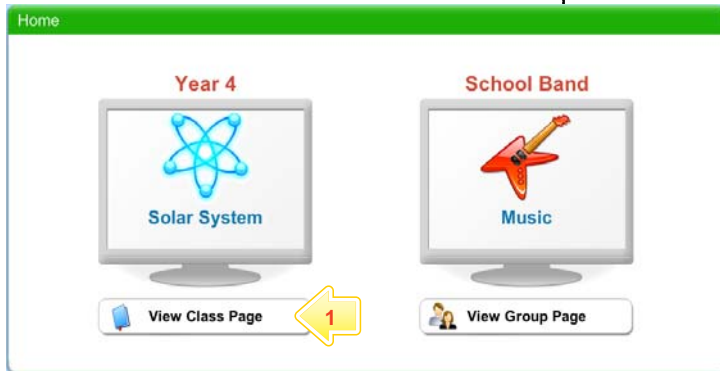 Home
Year 4
School Band
Solar System
Music
View Class Page
1
View Group Page